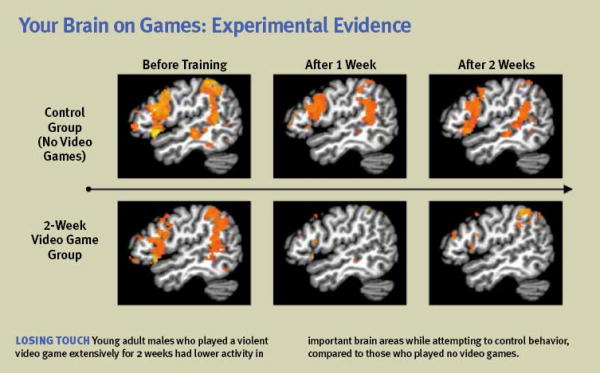 Your Brain on Games: Experimental Evidence
Before Training
After 1 Week
After 2 Weeks
Control
Group
(No Video
Games)
2-Week
Video Game
Group
LOSING TOUCH Young adult males who played a violent
video game extensively for 2 weeks had lower activity in
important brain areas while attempting to control behavior,
compared to those who played no video games.